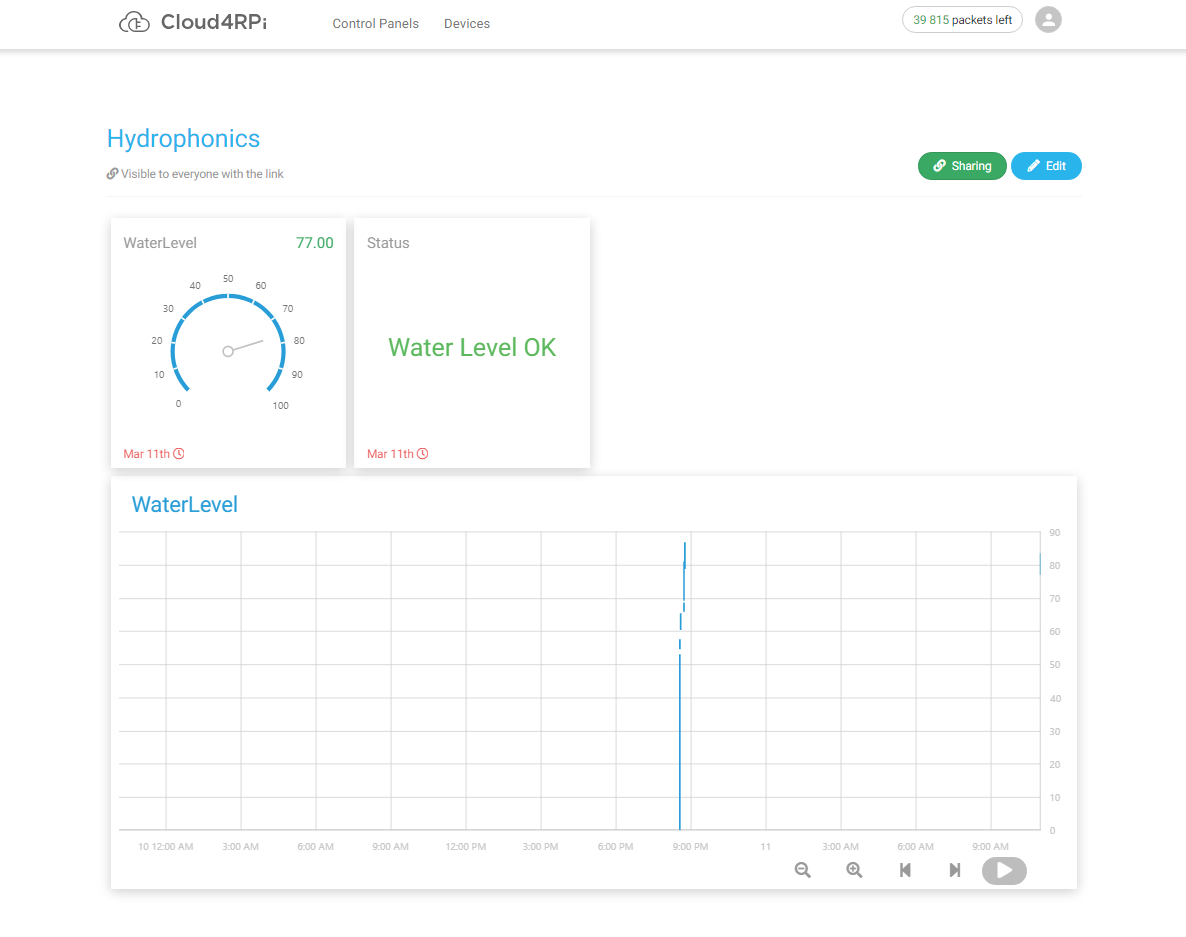 Cloud4RPi Control Panels Devices 39 815 packets left
Hydrophonics
Visible to everyone with the link
Sharing Edit
WaterLevel 77.00
0
10
20
30
40
50
60
70
80
90
100
Mar 11th
Status
Water Level OK
Mar 11th
WaterLevel
90
80
70
60
50
40
30
20
10
0
10 12:00 AM 3:00 AM 6:00 AM 9:00 AM 12:00 PM 3:00 PM 6:00 PM 9:00 PM 11 3:00 AM 6:00 AM 9:00 AM